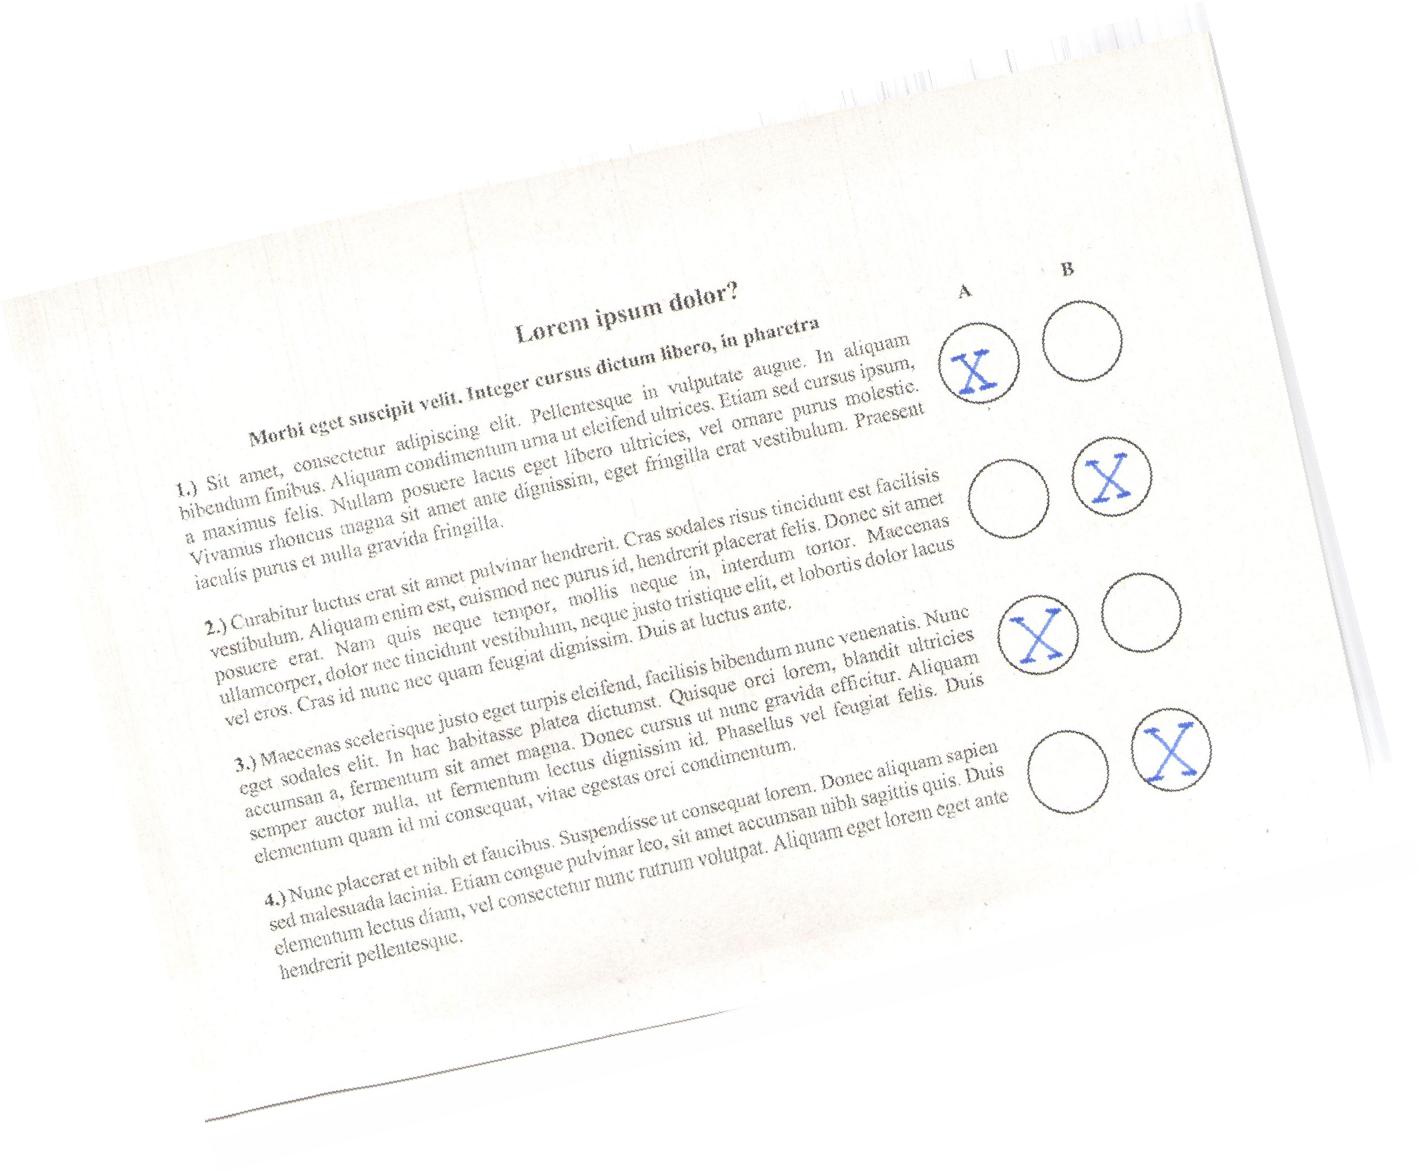 Lorem ipsum dolor?
Morbi eget suscipit velit. Integer cursus dictum libero, in pharetra
A B
1.) Sit amet, consectetur adipiscing elit. Pellentesque in vulputate augue. In aliquam
bibendum finibus. Aliquam condimentum urna ut eleifend ultrices. Etiam sed cursus ipsum,
a maximus felis. Nullam posuere lacus eget libero ultricies, vel ornare purus molestie.
Vivamus rhoncus magna sit amet ante dignissim, eget fringilla erat vestibulum. Praesent
iaculis purus et nulla gravida fringilla.
X
2.) Curabitur luctus erat sit amet pulvinar hendrerit. Cras sodales risus tincidunt est facilisis
vestibulum. Aliquam enim est, euismod nec purus id, hendrerit placerat felis. Donec sit amet
posuere erat. Nam quis neque tempor, mollis neque in, interdum tortor. Maecenas
ullamcorper, dolor nec tincidunt vestibulum, neque justo tristique elit, et lobortis dolor lacus
vel eros. Cras id nunc nec quam feugiat dignissim. Duis at luctus ante.
X
3.) Maecenas scelerisque justo eget turpis eleifend, facilisis bibendum nunc venenatis. Nunc
eget sodales elit. In hac habitasse platea dictumst. Quisque orci lorem, blandit ultricies
accumsan a, fermentum sit amet magna. Donec cursus ut nunc gravida efficitur. Aliquam
semper auctor nulla, ut fermentum lectus dignissim id. Phasellus vel feugiat felis. Duis
elementum quam id mi consequat, vitae egestas orci condimentum.
X
4.) Nunc placerat et nibh et faucibus. Suspendisse ut consequat lorem. Donec aliquam sapien
sed malesuada lacinia. Etiam congue pulvinar leo, sit amet accumsan nibh sagittis quis. Duis
elementum lectus diam, vel consectetur nunc rutrum volutpat. Aliquam eget lorem eget ante
hendrerit pellentesque.
X